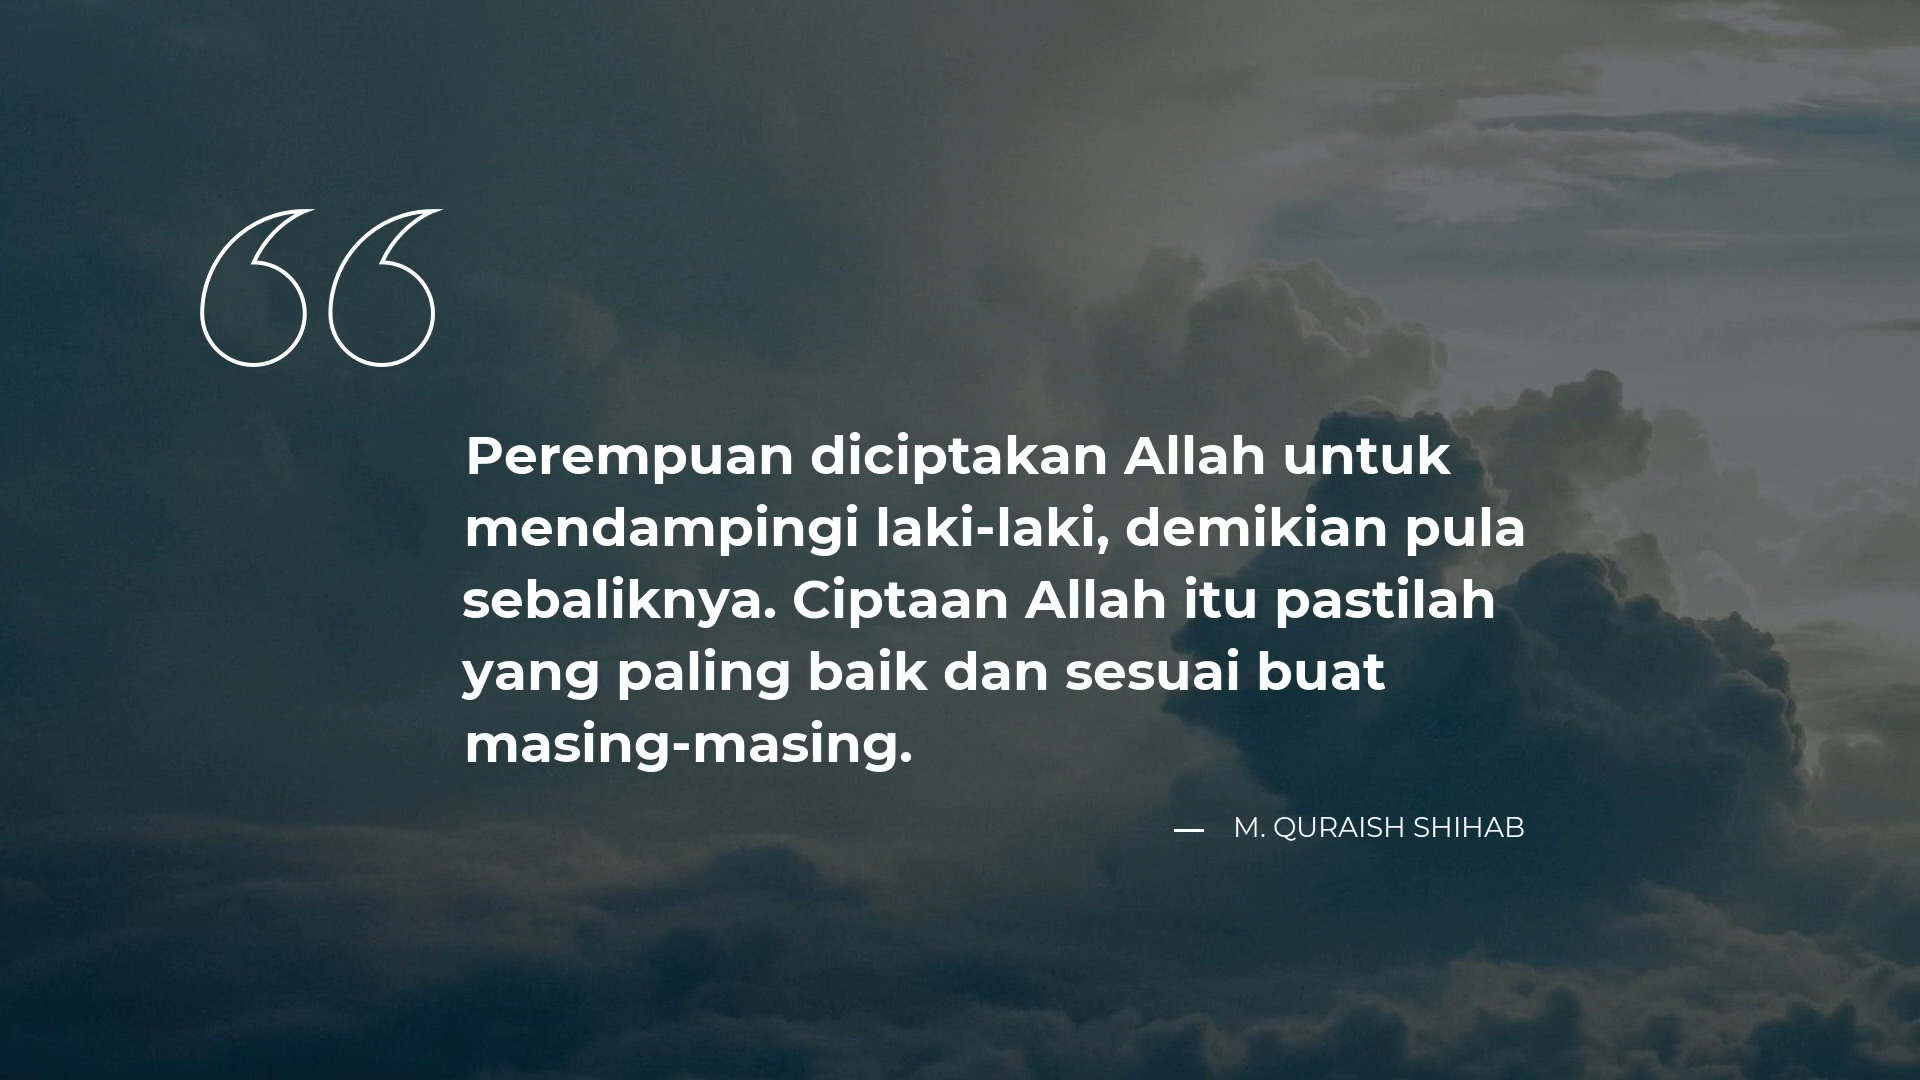 “
Perempuan diciptakan Allah untuk
mendampingi laki-laki, demikian pula
sebaliknya. Ciptaan Allah itu pastilah
yang paling baik dan sesuai buat
masing-masing.
— M. QURAISH SHIHAB